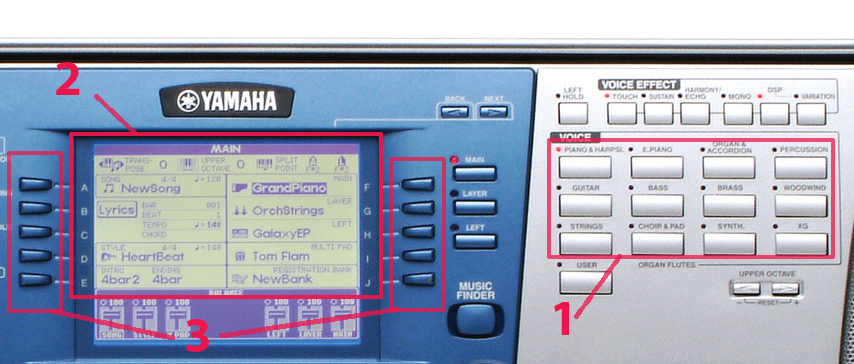 2
YAMAHA
BACK NEXT
LEFT HOLD
VOICE EFFECT
TOUCH SUSTAIN HARMONY/ECHO MONO DSP VARIATION
VOICE
PIANO & HARPSI. E.PIANO ORGAN & ACCORDION PERCUSSION
GUITAR BASS BRASS WOODWIND
STRINGS CHOIR & PAD SYNTH. XG
USER ORGAN FLUTES
UPPER OCTAVE
RESET
1
MAIN
TRANSPOSE 0 UPPER OCTAVE 0 SPLIT POINT
SONG 4/4 ♩=120
NewSong
Lyrics
BAR 001
BEAT 1
TEMPO ♩=148
CHORD
STYLE 4/4 ♩=148
HeartBeat
INTRO ENDING
4bar2 4bar
MAIN
GrandPiano
LAYER
OrchStrings
LEFT
GalaxyEP
MULTI PAD
Tom Flam
REGISTRATION BANK
NewBank
BALANCE
100 100 100 100 100 100
SONG STYLE PAD LEFT LAYER MAIN
A
B
C
D
E
F
G
H
I
J
MAIN
LAYER
LEFT
MUSIC FINDER
3